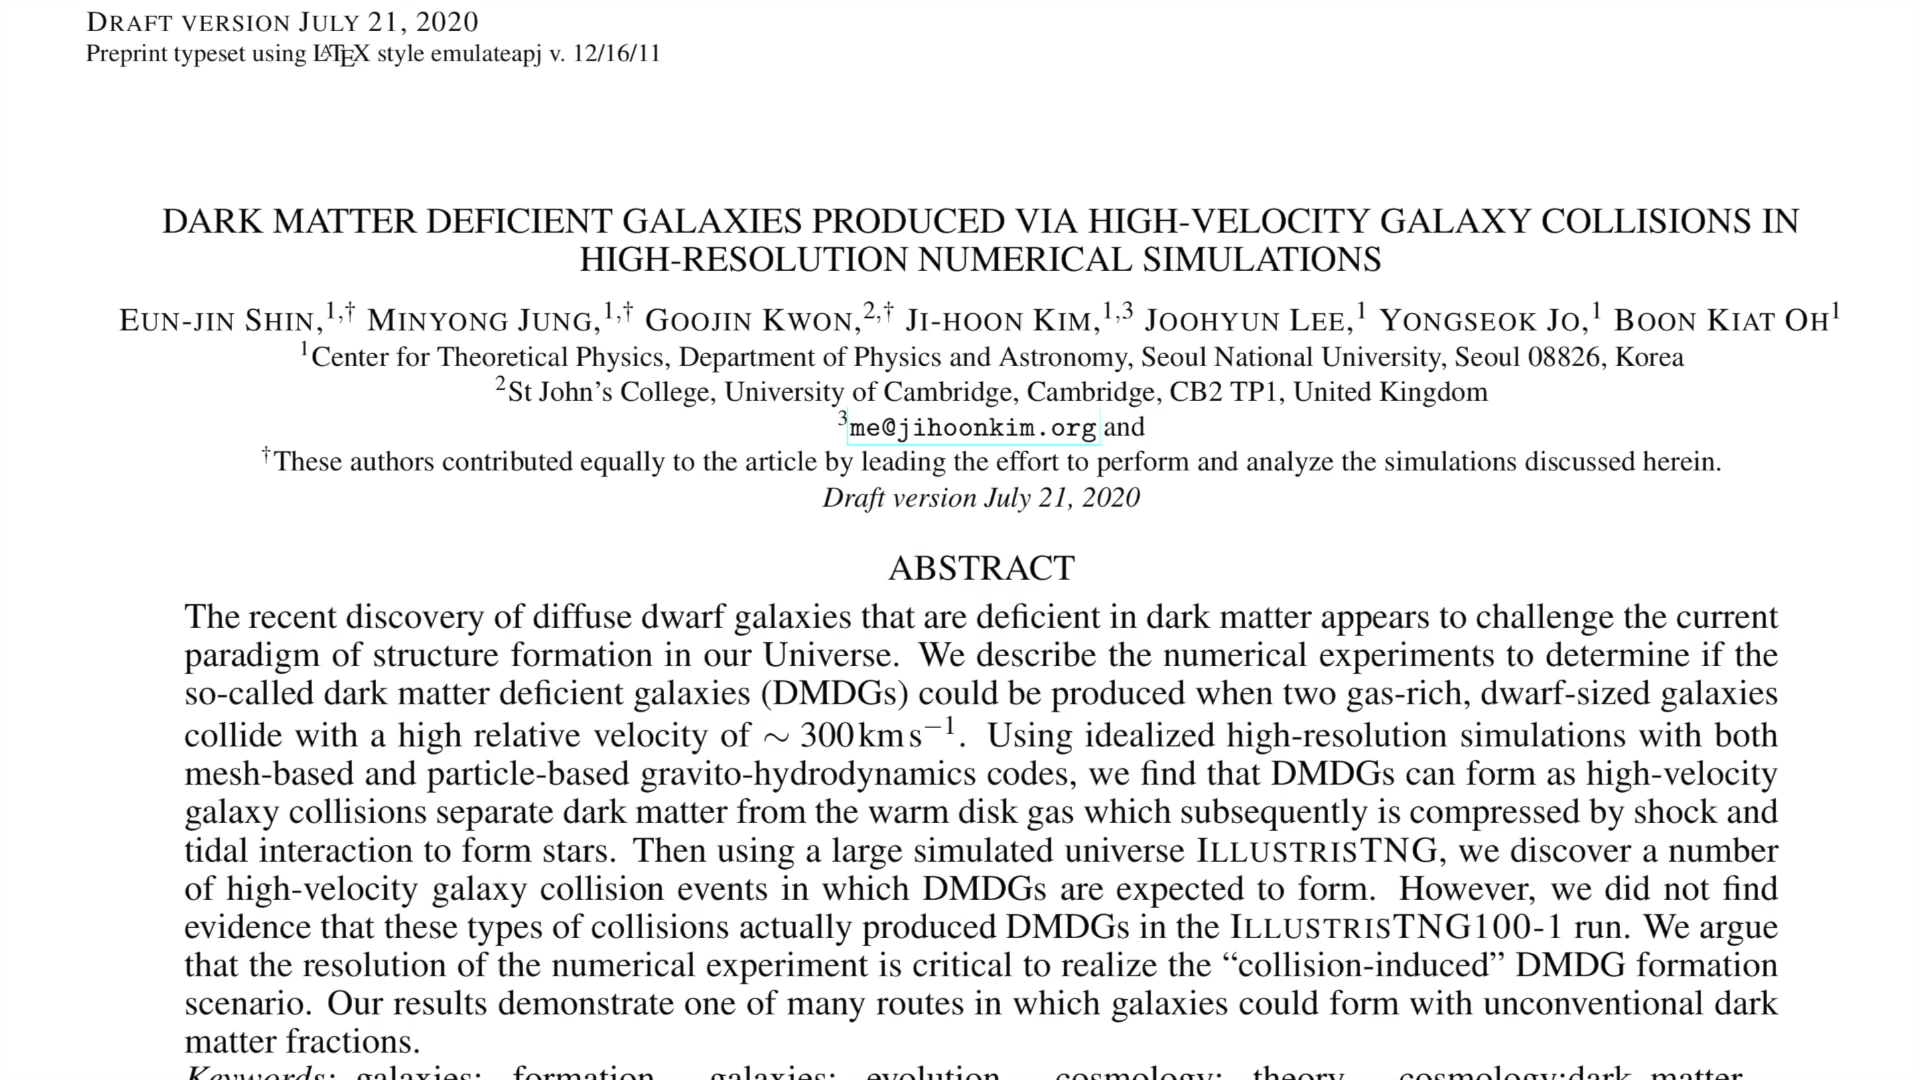 DRAFT VERSION JULY 21, 2020
Preprint typeset using LATEX style emulateapj v. 12/16/11
DARK MATTER DEFICIENT GALAXIES PRODUCED VIA HIGH-VELOCITY GALAXY COLLISIONS IN
HIGH-RESOLUTION NUMERICAL SIMULATIONS
EUN-JIN SHIN,1,† MINYONG JUNG,1,† GOOJIN KWON,2,† JI-HOON KIM,1,3 JOOHYUN LEE,1 YONGSEOK JO,1 BOON KIAT OH1
1Center for Theoretical Physics, Department of Physics and Astronomy, Seoul National University, Seoul 08826, Korea
2St John's College, University of Cambridge, Cambridge, CB2 TP1, United Kingdom
3me@jihoonkim.org and
†These authors contributed equally to the article by leading the effort to perform and analyze the simulations discussed herein.
Draft version July 21, 2020
ABSTRACT
The recent discovery of diffuse dwarf galaxies that are deficient in dark matter appears to challenge the current
paradigm of structure formation in our Universe. We describe the numerical experiments to determine if the
so-called dark matter deficient galaxies (DMDGs) could be produced when two gas-rich, dwarf-sized galaxies
collide with a high relative velocity of ∼ 300 km s−1. Using idealized high-resolution simulations with both
mesh-based and particle-based gravito-hydrodynamics codes, we find that DMDGs can form as high-velocity
galaxy collisions separate dark matter from the warm disk gas which subsequently is compressed by shock and
tidal interaction to form stars. Then using a large simulated universe ILLUSTRISTNG, we discover a number
of high-velocity galaxy collision events in which DMDGs are expected to form. However, we did not find
evidence that these types of collisions actually produced DMDGs in the ILLUSTRISTNG100-1 run. We argue
that the resolution of the numerical experiment is critical to realize the “collision-induced” DMDG formation
scenario. Our results demonstrate one of many routes in which galaxies could form with unconventional dark
matter fractions.
Keywords: galaxies: formation galaxies: evolution cosmology: theory cosmology:dark matter